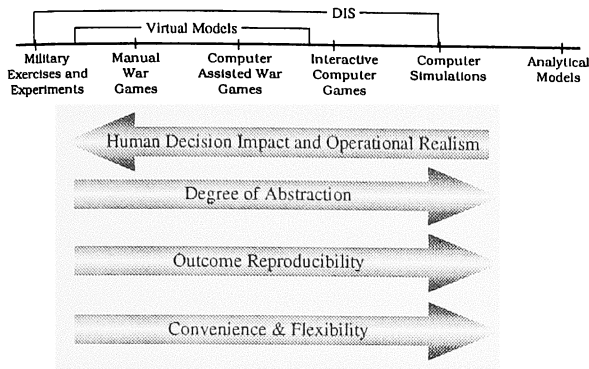 DIS
Virtual Models
Military
Exercises and
Experiments
Manual
War
Games
Computer
Assisted War
Games
Interactive
Computer
Games
Computer
Simulations
Analytical
Models
Human Decision Impact and Operational Realism
Degree of Abstraction
Outcome Reproducibility
Convenience & Flexibility